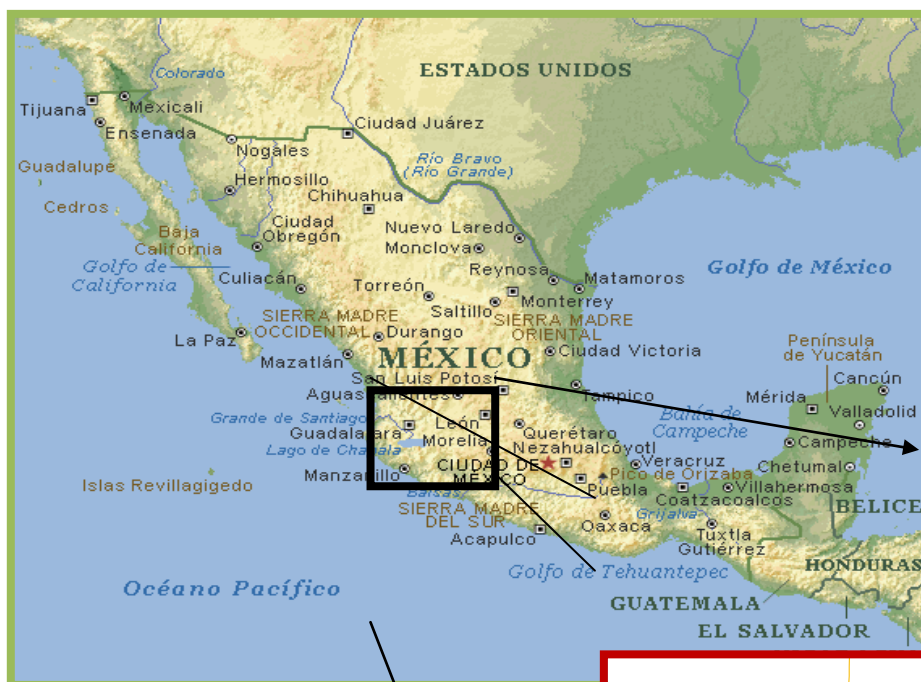 Colorado
ESTADOS UNIDOS
Tijuana
Mexicali
Ensenada
Ciudad Juárez
Nogales
Guadalupe
Río Bravo
(Río Grande)
Hermosillo
Chihuahua
Cedros
Ciudad
Obregón
Nuevo Laredo
Baja
California
Monclova
Golfo de
California
Culiacán
Reynosa
Matamoros
Golfo de México
Torreón
Monterrey
Saltillo
SIERRA MADRE
OCCIDENTAL
SIERRA MADRE
ORIENTAL
La Paz
Durango
Península
de Yucatán
Mazatlán
MÉXICO
Ciudad Victoria
San Luis Potosí
Cancún
Aguascalientes
Tampico
Mérida
Valladolid
Grande de Santiago
León
Bahía de
Campeche
Guadalajara
Morelia
Querétaro
Campeche
Lago de Chapala
Nezahualcóyotl
Manzanillo
CIUDAD DE
MÉXICO
Veracruz
Chetumal
Pico de Orizaba
Islas Revillagigedo
Balsas
Puebla
Villahermosa
Coatzacoalcos
SIERRA MADRE
DEL SUR
BELICE
Oaxaca
Grijalva
Acapulco
Tuxtla
Gutiérrez
Golfo de Tehuantepec
HONDURAS
Océano Pacífico
GUATEMALA
EL SALVADOR